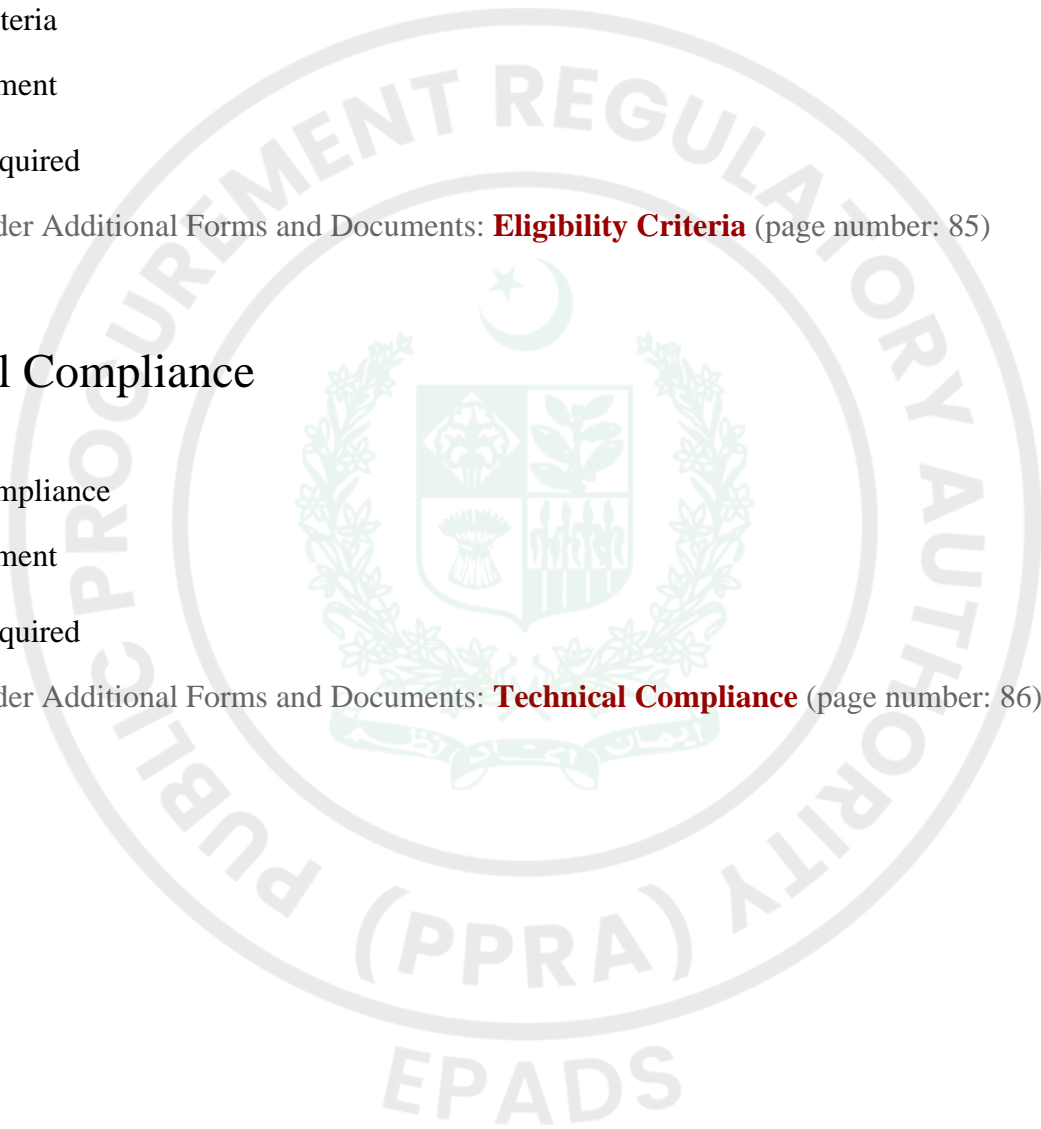 teria
ment
quired
der Additional Forms and Documents: Eligibility Criteria (page number: 85)
l Compliance
mpliance
ment
quired
der Additional Forms and Documents: Technical Compliance (page number: 86)
PUBLIC PROCUREMENT REGULATORY AUTHORITY
(PPRA)
EPADS